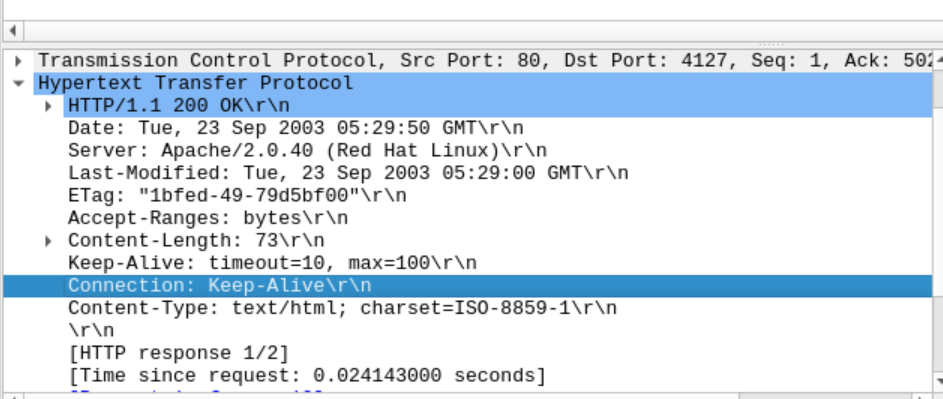 Transmission Control Protocol, Src Port: 80, Dst Port: 4127, Seq: 1, Ack: 502
Hypertext Transfer Protocol
HTTP/1.1 200 OK\r\n
Date: Tue, 23 Sep 2003 05:29:50 GMT\r\n
Server: Apache/2.0.40 (Red Hat Linux)\r\n
Last-Modified: Tue, 23 Sep 2003 05:29:00 GMT\r\n
ETag: "1bfed-49-79d5bf00"\r\n
Accept-Ranges: bytes\r\n
Content-Length: 73\r\n
Keep-Alive: timeout=10, max=100\r\n
Connection: Keep-Alive\r\n
Content-Type: text/html; charset=ISO-8859-1\r\n
\r\n
[HTTP response 1/2]
[Time since request: 0.024143000 seconds]